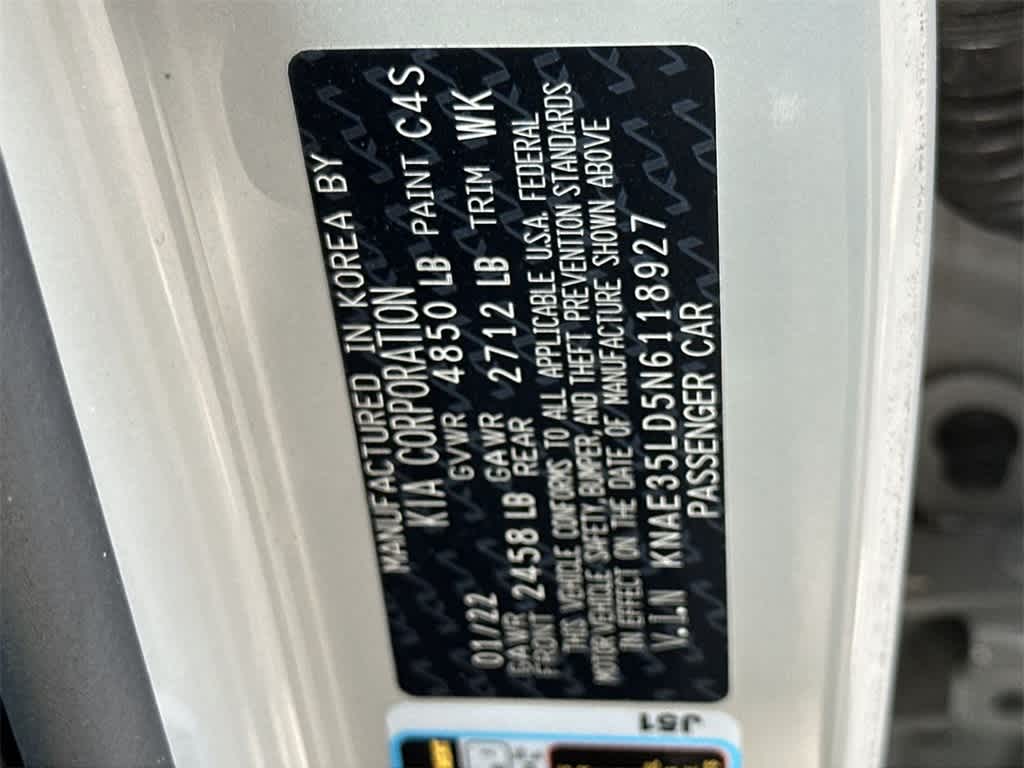 MANUFACTURED IN KOREA BY
KIA CORPORATION
01/22 GVWR 4850 LB PAINT C4S
GAWR GAWR
FRONT 2458 LB REAR 2712 LB TRIM WK
THIS VEHICLE CONFORMS TO ALL APPLICABLE U.S.A. FEDERAL
MOTOR VEHICLE SAFETY, BUMPER, AND THEFT PREVENTION STANDARDS
IN EFFECT ON THE DATE OF MANUFACTURE SHOWN ABOVE
V.I.N KNAE35LD5N6118927
PASSENGER CAR
J51